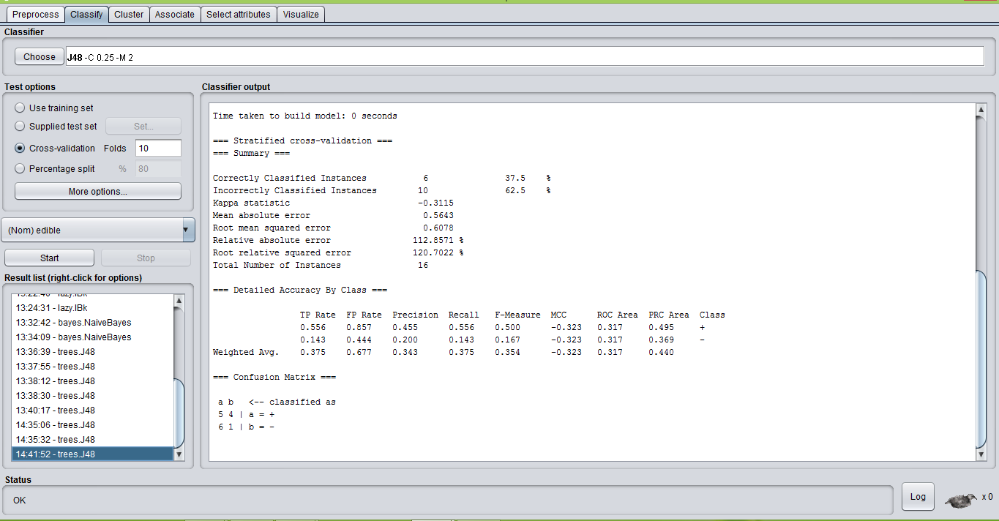 Preprocess Classify Cluster Associate Select attributes Visualize
Classifier
Choose J48 -C 0.25 -M 2
Test options
Use training set
Supplied test set Set...
Cross-validation Folds 10
Percentage split % 80
More options...
(Nom) edible
Start Stop
Result list (right-click for options)
13:22:40 - lazy.IBk
13:24:31 - lazy.IBk
13:32:42 - bayes.NaiveBayes
13:34:09 - bayes.NaiveBayes
13:36:39 - trees.J48
13:37:55 - trees.J48
13:38:12 - trees.J48
13:38:30 - trees.J48
13:40:17 - trees.J48
14:35:06 - trees.J48
14:35:32 - trees.J48
14:41:52 - trees.J48
Classifier output
Time taken to build model: 0 seconds
=== Stratified cross-validation ===
=== Summary ===
Correctly Classified Instances 6 37.5 %
Incorrectly Classified Instances 10 62.5 %
Kappa statistic -0.3115
Mean absolute error 0.5643
Root mean squared error 0.6078
Relative absolute error 112.8571 %
Root relative squared error 120.7022 %
Total Number of Instances 16
=== Detailed Accuracy By Class ===
TP Rate FP Rate Precision Recall F-Measure MCC ROC Area PRC Area Class
0.556 0.857 0.455 0.556 0.500 -0.323 0.317 0.495 +
0.143 0.444 0.200 0.143 0.167 -0.323 0.317 0.369 -
Weighted Avg. 0.375 0.677 0.343 0.375 0.354 -0.323 0.317 0.440
=== Confusion Matrix ===
a b <-- classified as
5 4 | a = +
6 1 | b = -
Status
OK
Log x 0